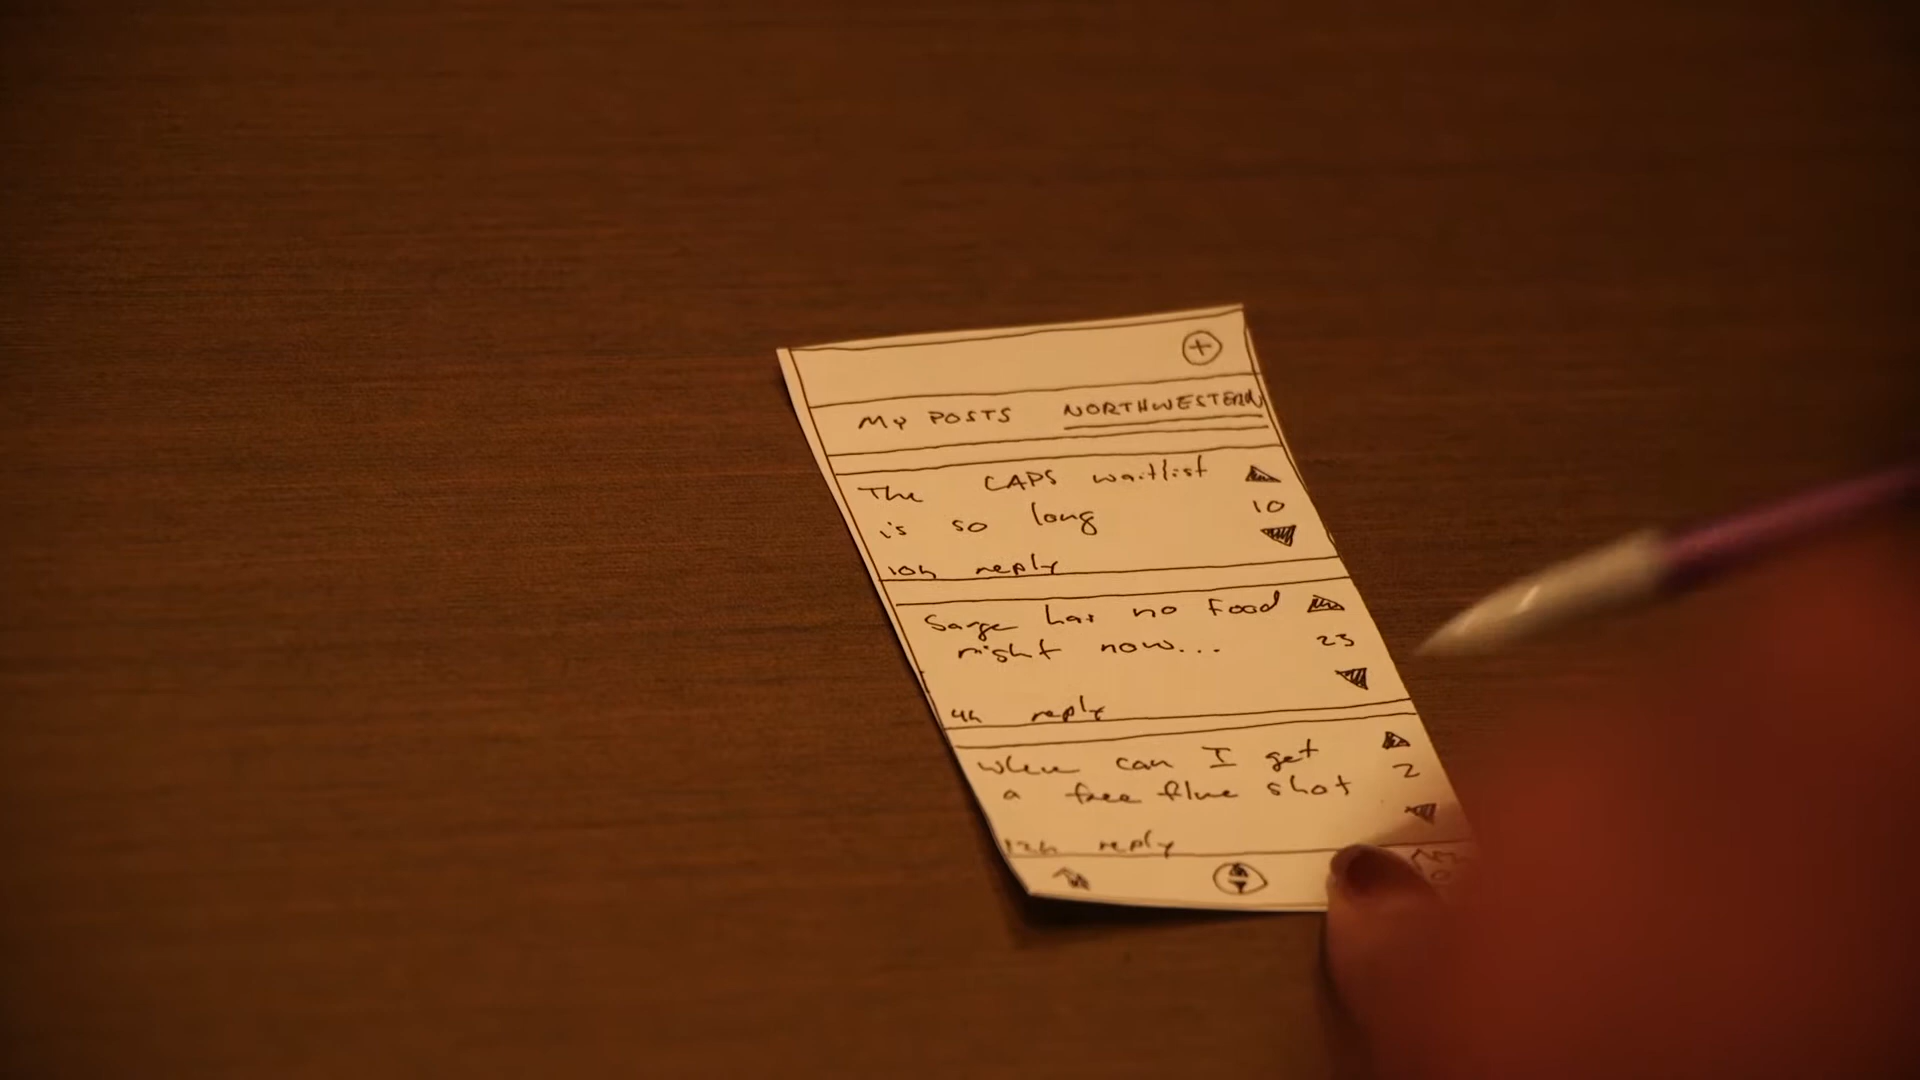 +
MY POSTS NORTHWESTERN
The CAPS waitlist
is so long
10
10h reply
Sarge has no food
right now...
23
4h reply
when can I get
a free flue shot
2
12h reply